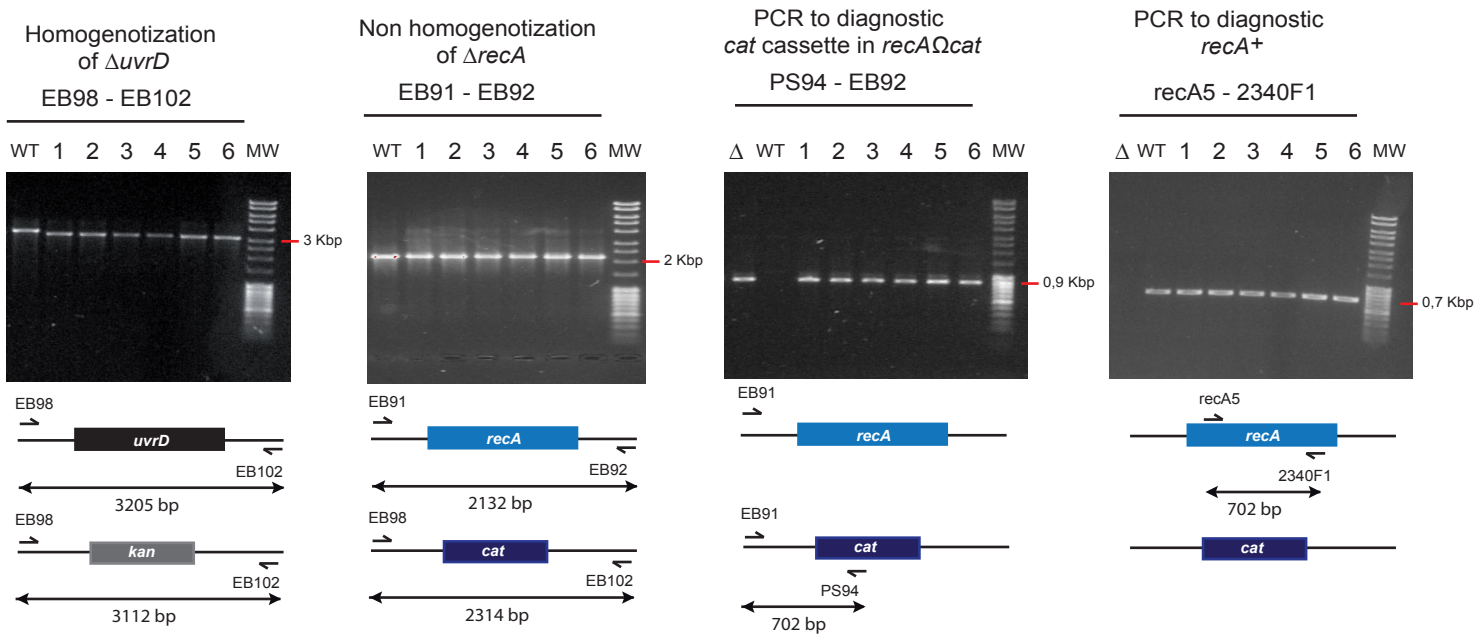 Homogenotization
of ΔuvrD
EB98 - EB102
WT 1 2 3 4 5 6 MW
3 Kbp
EB98
uvrD
EB102
3205 bp
EB98
kan
EB102
3112 bp
Non homogenotization
of ΔrecA
EB91 - EB92
WT 1 2 3 4 5 6 MW
2 Kbp
EB91
recA
EB92
2132 bp
EB98
cat
EB102
2314 bp
PCR to diagnostic
cat cassette in recAΩcat
PS94 - EB92
Δ WT 1 2 3 4 5 6 MW
0,9 Kbp
EB91
recA
EB91
cat
PS94
702 bp
PCR to diagnostic
recA+
recA5 - 2340F1
Δ WT 1 2 3 4 5 6 MW
0,7 Kbp
recA5
recA
2340F1
702 bp
cat